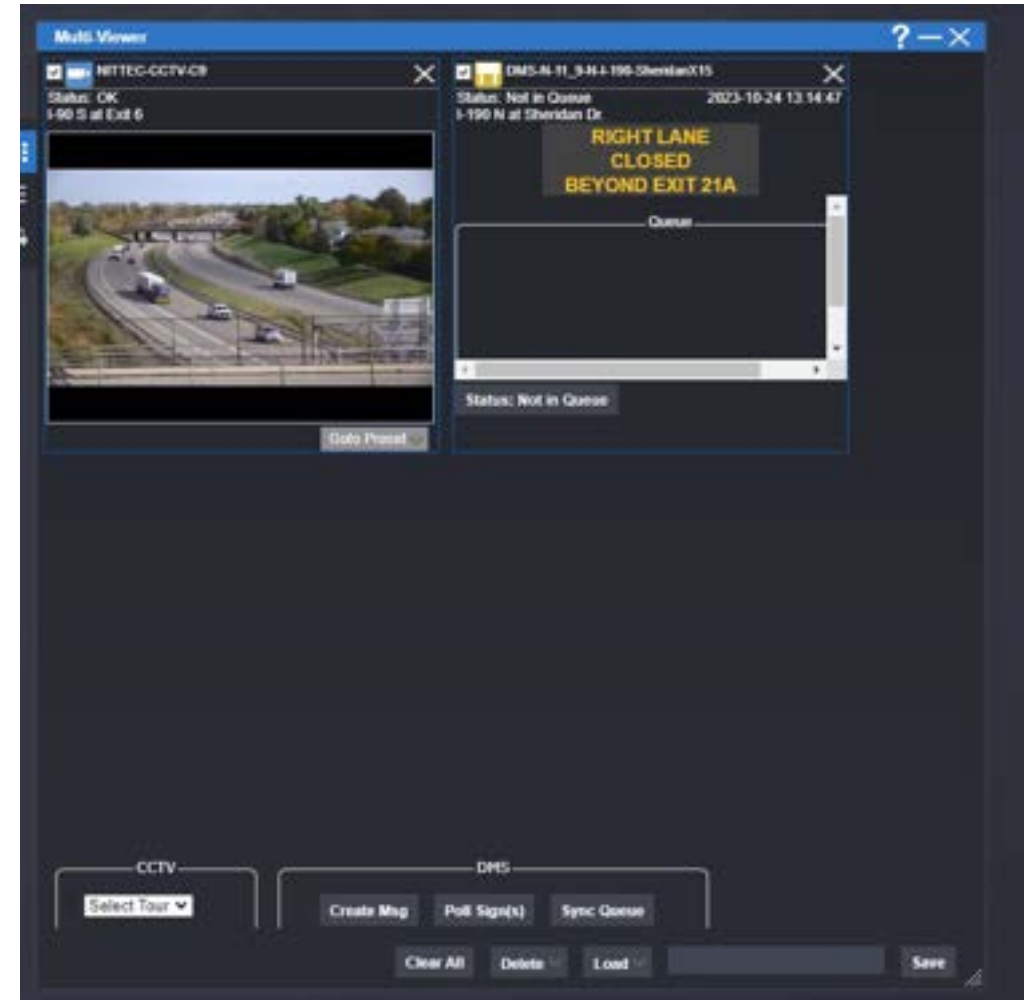 Multi-Viewer
NITTEC-CCTV-C9
Status: OK
I-90 S at Exit 6
Goto Preset
DMS-N-11_9-N-I-190-SheridanX15
Status: Not in Queue 2023-10-24 13:14:47
I-190 N at Sheridan Dr.
RIGHT LANE
CLOSED
BEYOND EXIT 21A
Queue
Status: Not in Queue
CCTV
Select Tour
DMS
Create Msg Poll Sign(s) Sync Queue
Clear All Delete Load Save